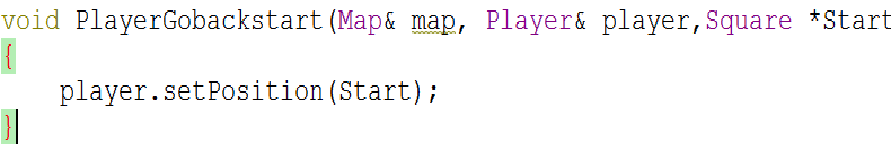 void PlayerGobackstart(Map& map, Player& player,Square *Start
{
player.setPosition(Start);
}